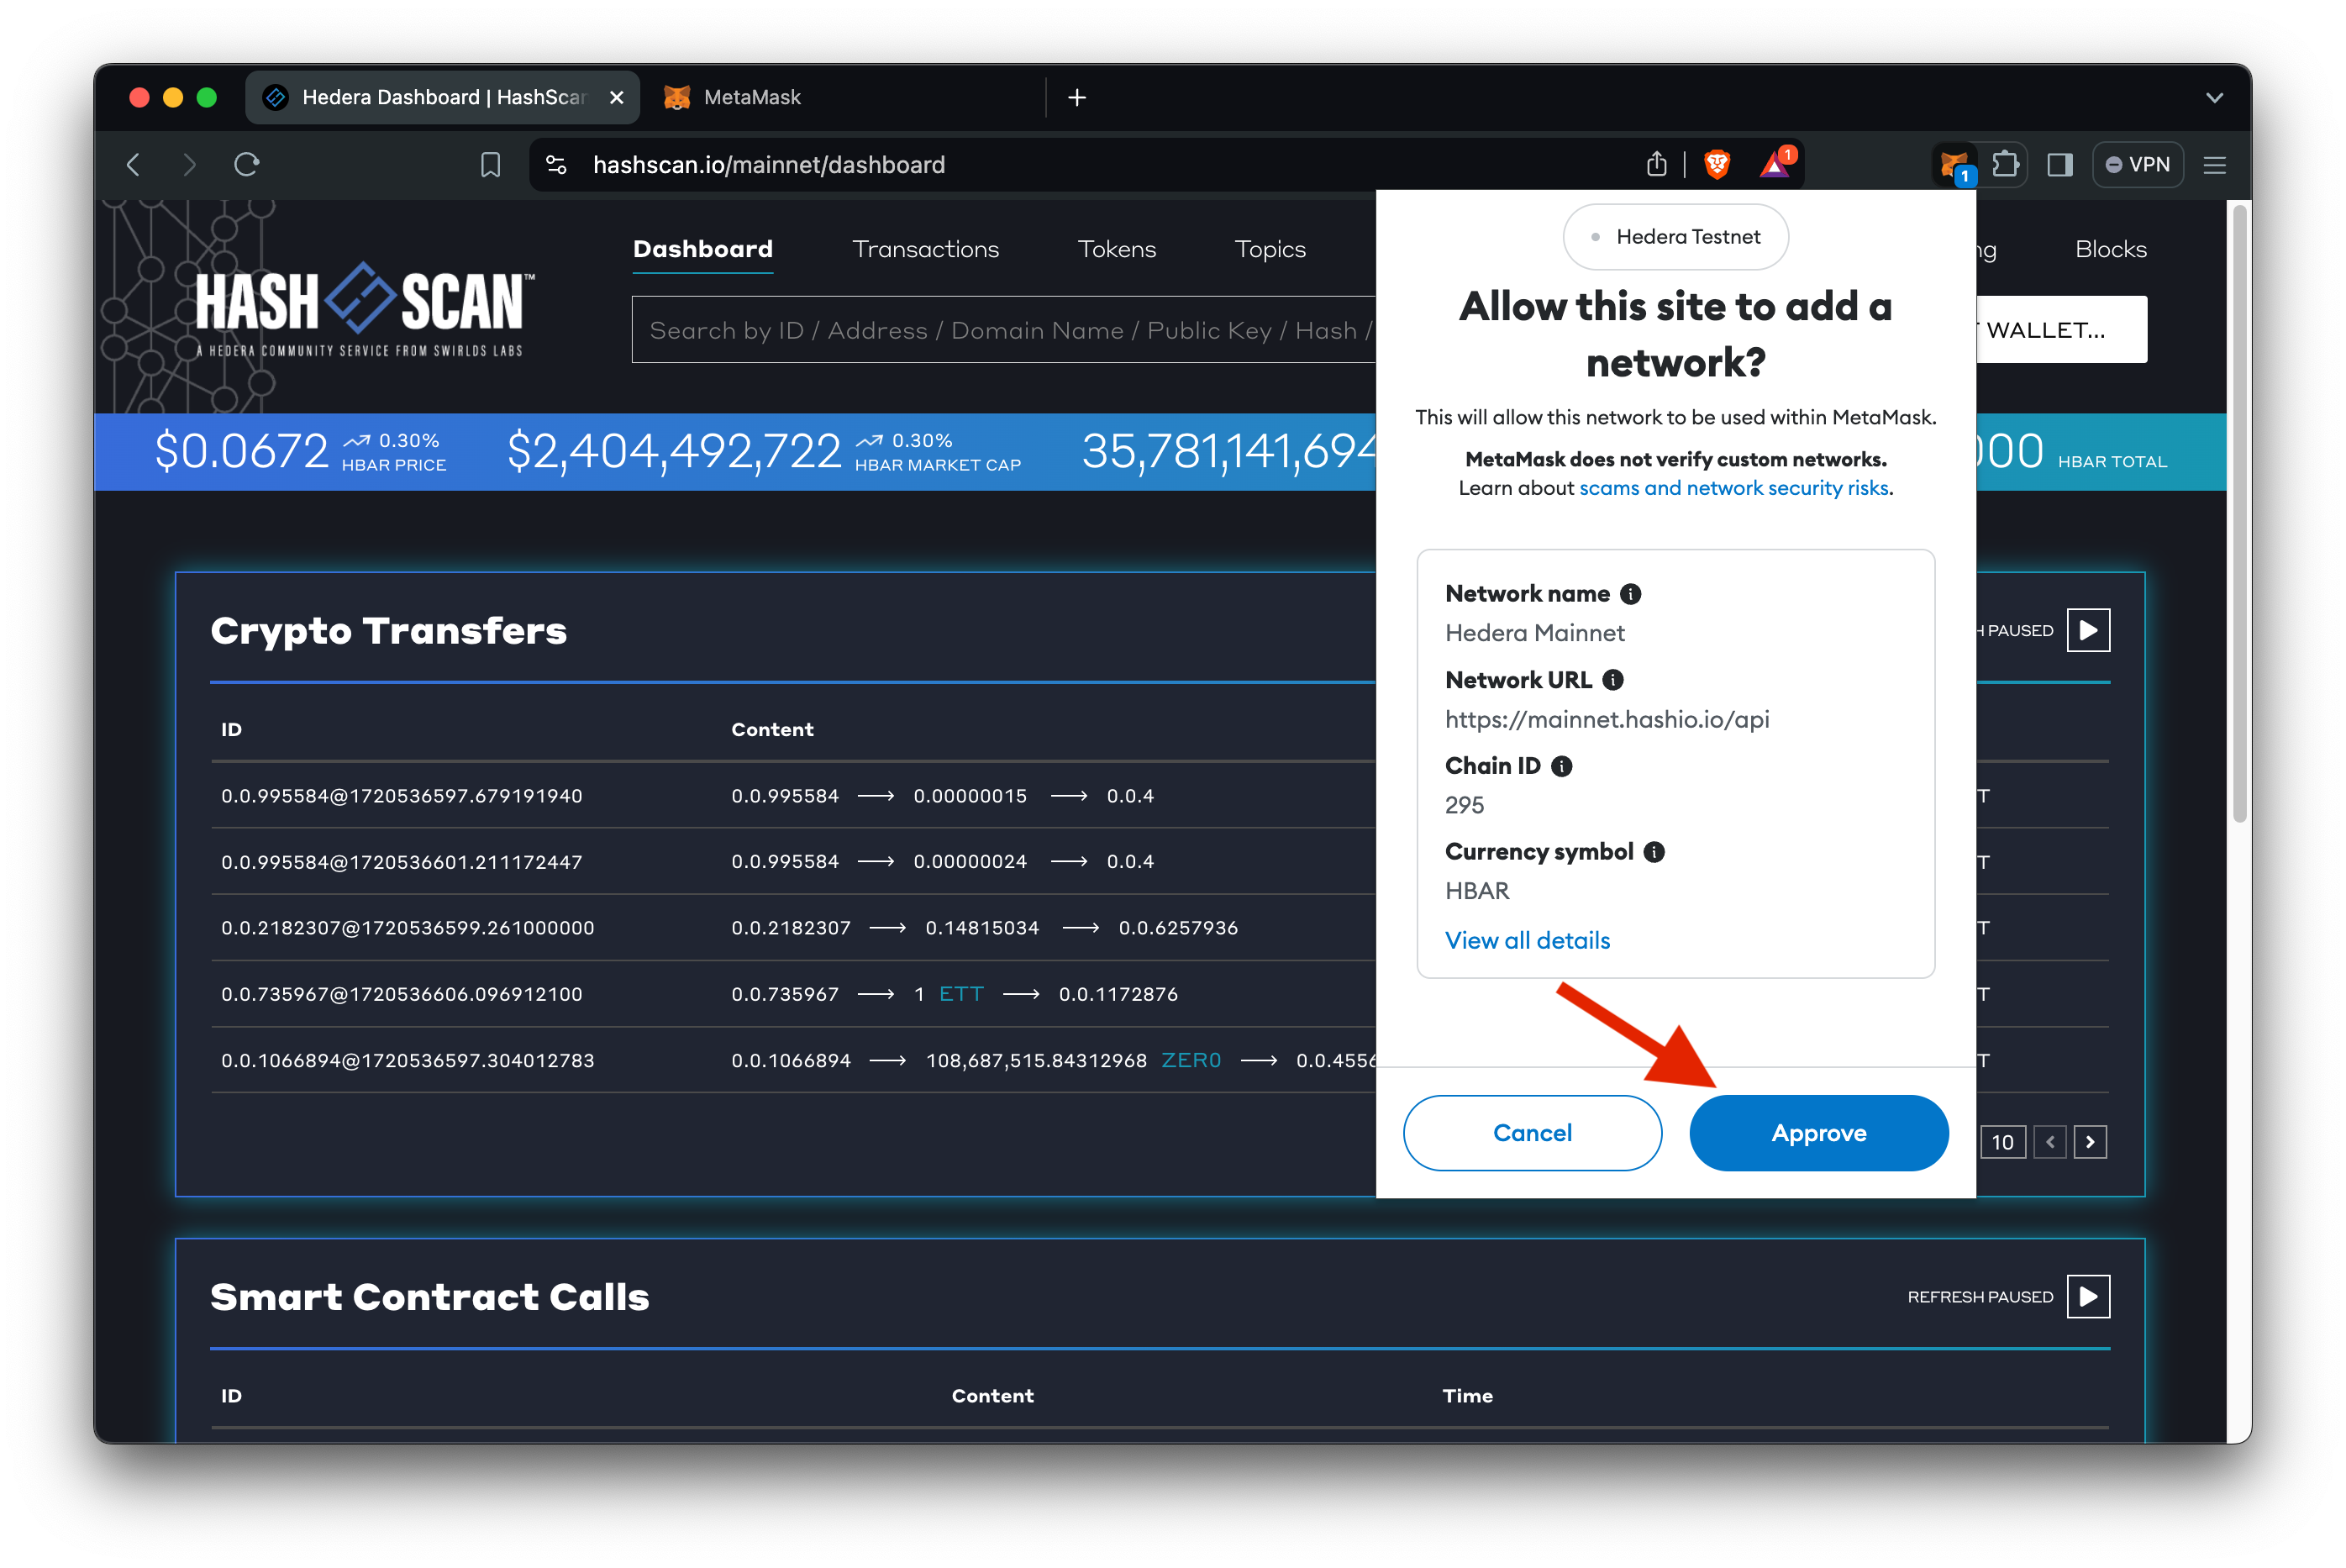 Hedera Dashboard | HashScan
MetaMask
hashscan.io/mainnet/dashboard
1
1
VPN
HASH SCAN™
A HEDERA COMMUNITY SERVICE FROM SWIRLDS LABS
Dashboard
Transactions
Tokens
Topics
Blocks
Search by ID / Address / Domain Name / Public Key / Hash /
WALLET...
$0.0672 0.30% HBAR PRICE
$2,404,492,722 0.30% HBAR MARKET CAP
35,781,141,694
000 HBAR TOTAL
Crypto Transfers
PAUSED
ID Content
0.0.995584@1720536597.679191940 0.0.995584 → 0.00000015 → 0.0.4 T
0.0.995584@1720536601.211172447 0.0.995584 → 0.00000024 → 0.0.4 T
0.0.2182307@1720536599.261000000 0.0.2182307 → 0.14815034 → 0.0.6257936 T
0.0.735967@1720536606.096912100 0.0.735967 → 1 ETT → 0.0.1172876 T
0.0.1066894@1720536597.304012783 0.0.1066894 → 108,687,515.84312968 ZER0 → 0.0.4556 T
10
Smart Contract Calls
REFRESH PAUSED
ID Content Time
Hedera Testnet
Allow this site to add a
network?
This will allow this network to be used within MetaMask.
MetaMask does not verify custom networks.
Learn about scams and network security risks.
Network name
Hedera Mainnet
Network URL
https://mainnet.hashio.io/api
Chain ID
295
Currency symbol
HBAR
View all details
Cancel
Approve